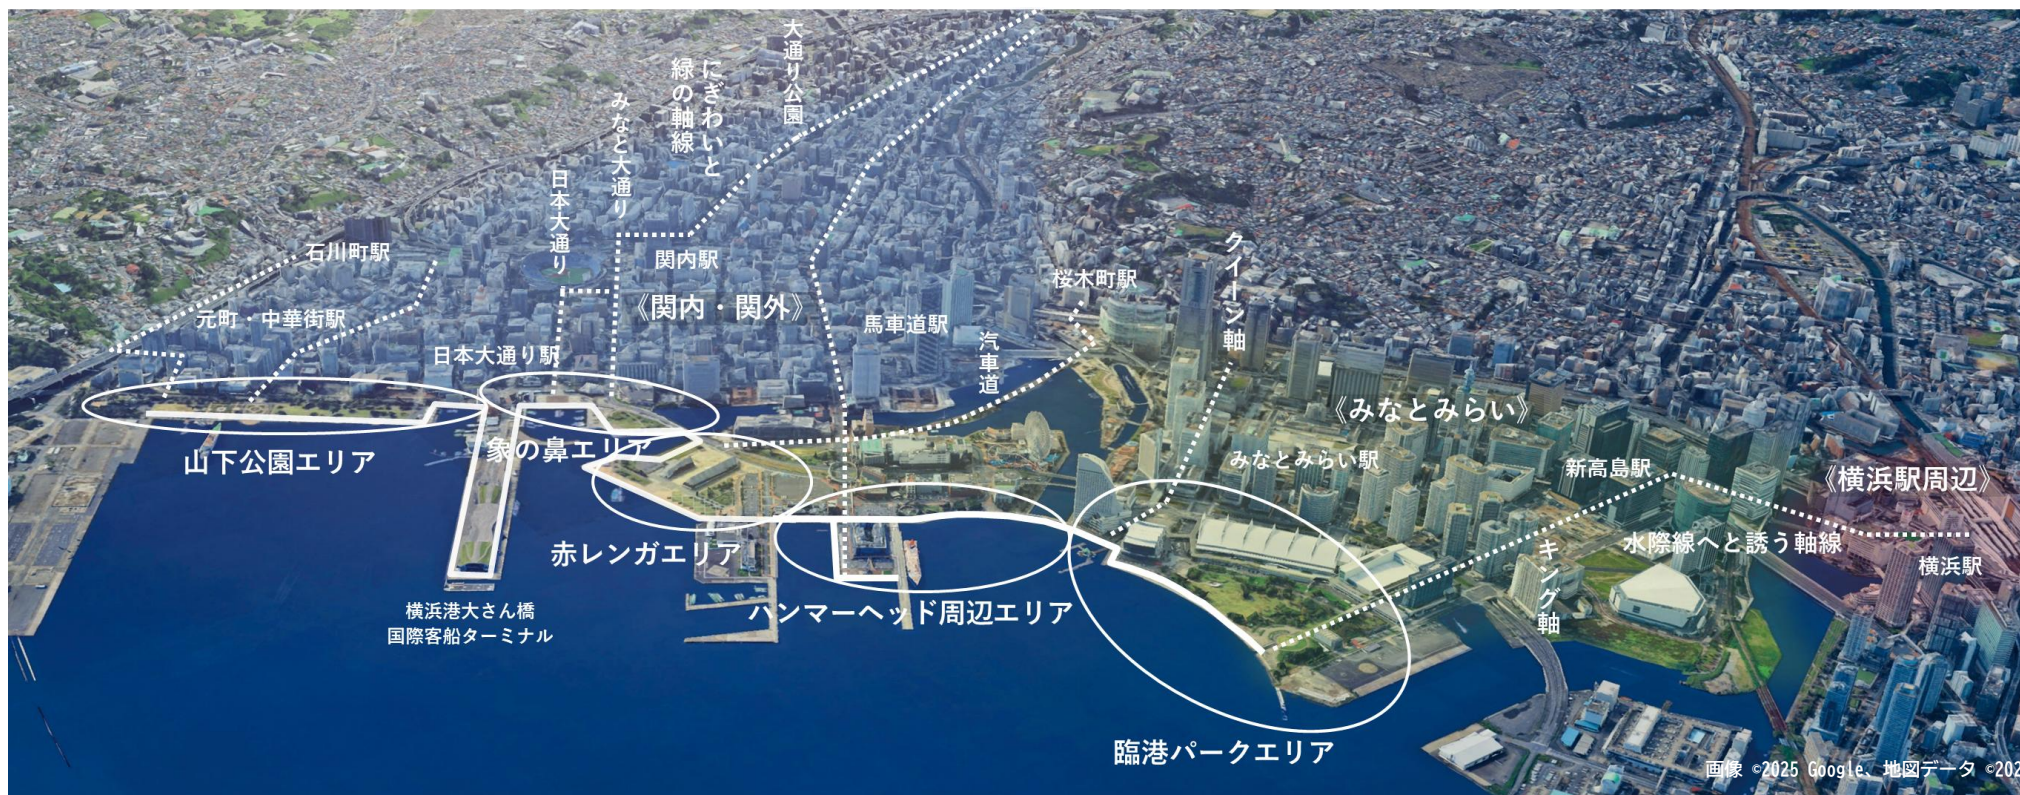 大通り公園
にぎわいと
緑の軸線
みなと大通り
日本大通り
石川町駅
関内駅
クイーン軸
桜木町駅
元町・中華街駅
《関内・関外》
馬車道駅
汽車道
日本大通り駅
《みなとみらい》
象の鼻エリア
山下公園エリア
みなとみらい駅
新高島駅
《横浜駅周辺》
赤レンガエリア
水際線へと誘う軸線
キング軸
横浜駅
横浜港大さん橋
国際客船ターミナル
ハンマーヘッド周辺エリア
臨港パークエリア
画像 ©2025 Google、地図データ ©202